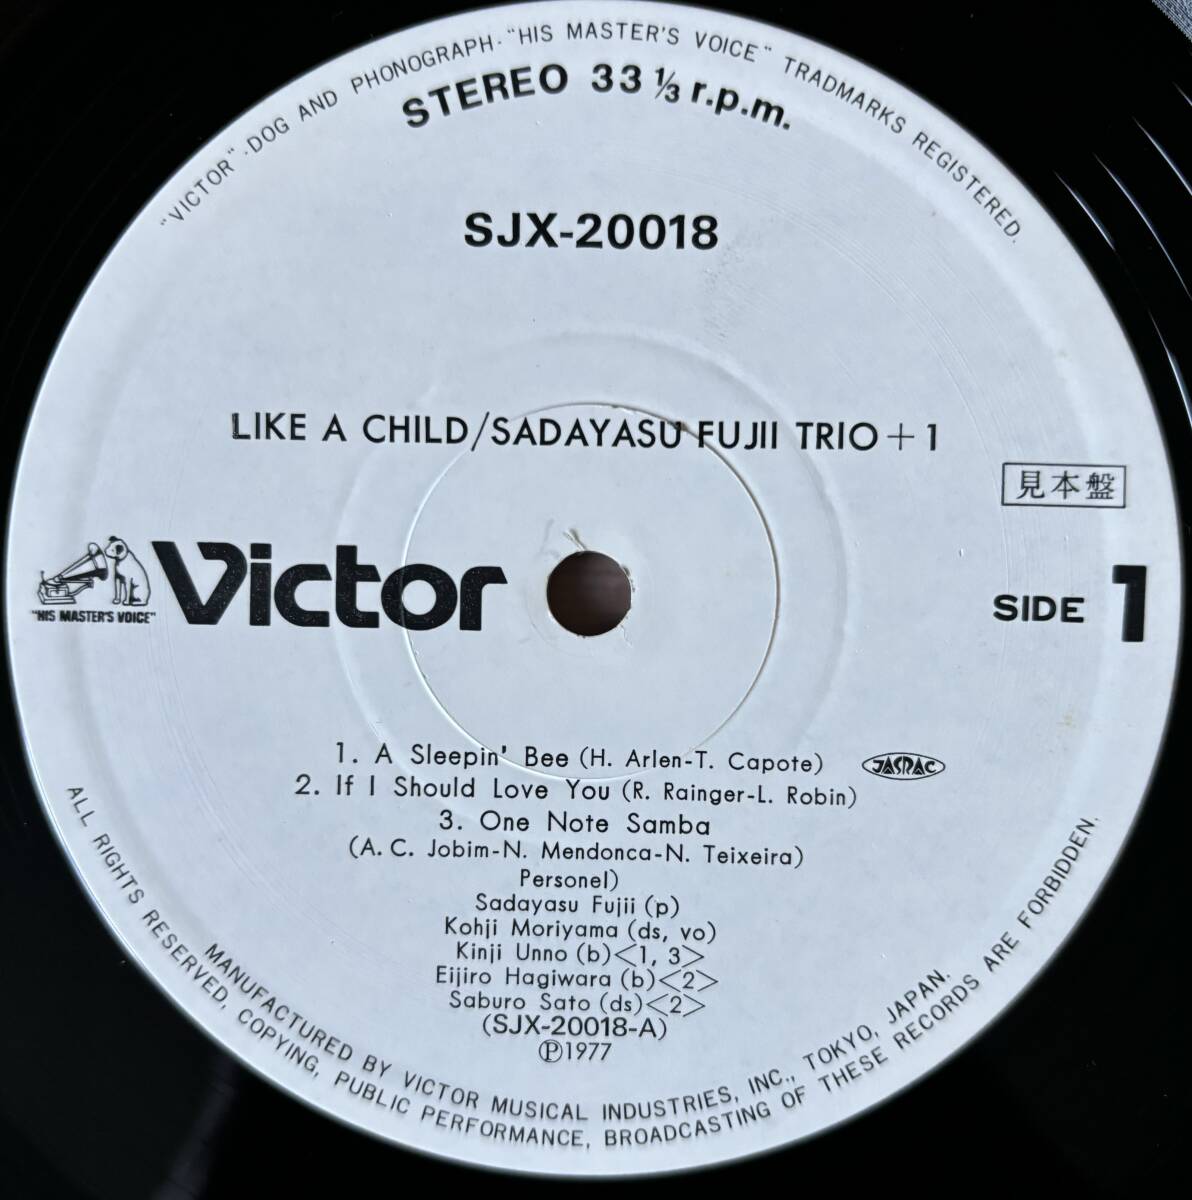 "VICTOR"-DOG AND PHONOGRAPH-"HIS MASTER'S VOICE" TRADMARKS REGISTERED.
STEREO 33 1/3 r.p.m.
SJX-20018
LIKE A CHILD/SADAYASU FUJII TRIO+1
見本盤
Victor
"HIS MASTER'S VOICE"
SIDE 1
1. A Sleepin' Bee (H. Arlen-T. Capote) JASRAC
2. If I Should Love You (R. Rainger-L. Robin)
3. One Note Samba
(A. C. Jobim-N. Mendonca-N. Teixeira)
Personel)
Sadayasu Fujii (p)
Kohji Moriyama (ds, vo)
Kinji Unno (b)<1, 3>
Eijiro Hagiwara (b)<2>
Saburo Sato (ds)<2>
(SJX-20018-A)
Ⓟ1977
MANUFACTURED BY VICTOR MUSICAL INDUSTRIES, INC., TOKYO, JAPAN.
ALL RIGHTS RESERVED, COPYING, PUBLIC PERFORMANCE, BROADCASTING OF THESE RECORDS ARE FORBIDDEN.